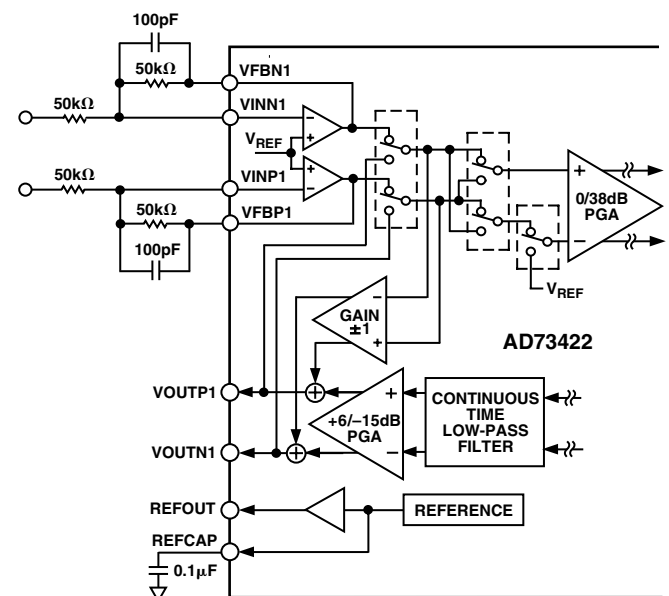 100pF
50kΩ
VFBN1
50kΩ
VINN1
VREF
50kΩ
VINP1
50kΩ
VFBP1
100pF
0/38dB
PGA
VREF
GAIN
±1
AD73422
VOUTP1
+6/–15dB
PGA
CONTINUOUS
TIME
LOW-PASS
FILTER
VOUTN1
REFOUT
REFERENCE
REFCAP
0.1μF